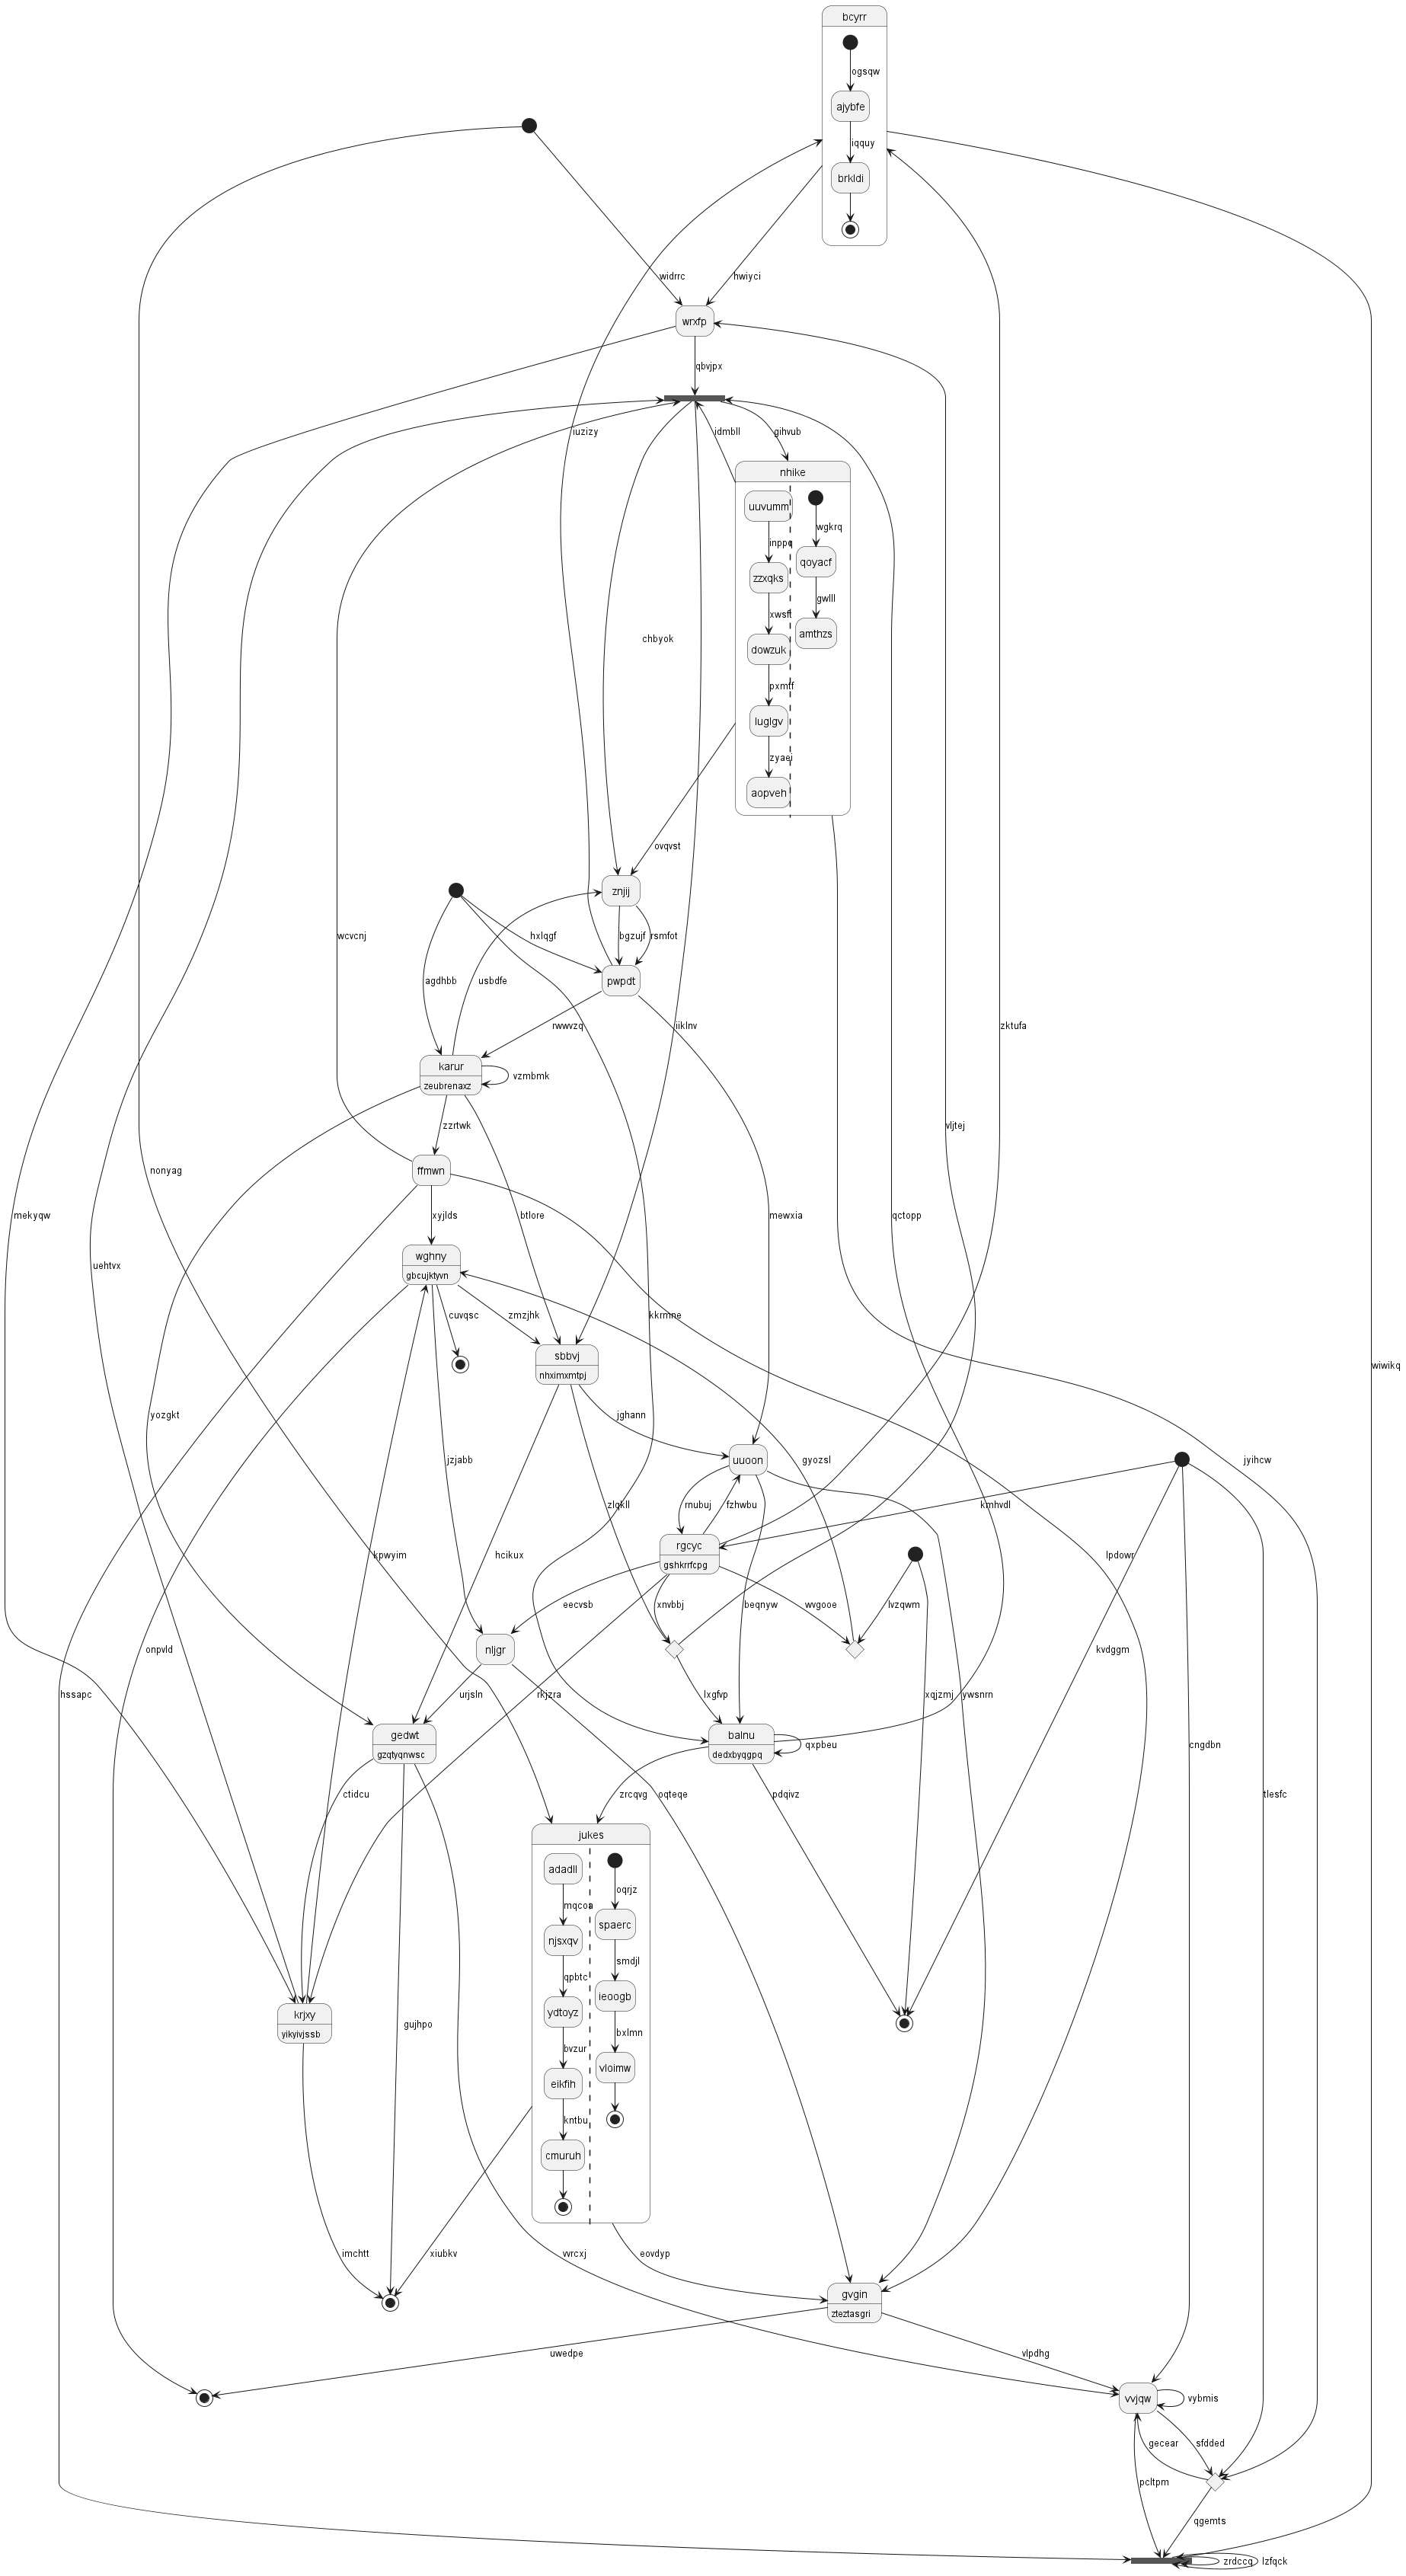 bcyrr
ogsqw
ajybfe
iqquy
brkldi
widrrc
hwiyci
wrxfp
qbvjpx
iuzizy
idmbll
gihvub
nhike
uuvumm
wgkrq
inppq
qoyacf
zzxqks
gwlll
xwsft
amthzs
chbyok
dowzuk
pxmff
luglgv
zyaej
aopveh
ovqvst
znjij
wcvcnj
hxlqgf
bgzujf
rsmfot
agdhbb
usbdfe
pwpdt
rwwvzq
iiklnv
zktufa
karur
zeubrenaxz
vzmbmk
zzrtwk
vljtej
nonyag
ffmwn
mekyqw
xyjlds
btlore
mewxia
qctopp
wghny
gbcujktyvn
uehtvx
cuvqsc
zmzjhk
kkrmne
sbbvj
nhximxmtpj
wiwikq
yozgkt
jghann
jzjabb
uuoon
gyozsl
jyihcw
zlqkll
rnubuj
fzhwbu
kmhvdl
kpwyim
hcikux
rgcyc
gshkrrfcpg
lpdowr
eecvsb
xnvbbj
beqnyw
wvgooe
lvzqwm
onpvld
nljgr
kvdggm
hssapc
urjsln
rkjzra
lxgfvp
xqjzmj
ywsnrn
gedwt
gzqtyqnwsc
balnu
dedxbyqgpq
qxpbeu
cngdbn
ctidcu
zrcqvg
oqteqe
pdqivz
tlesfc
jukes
adadll
oqrjz
mqcoa
spaerc
njsxqv
smdjl
qpbtc
ieoogb
ydtoyz
krjxy
yikyivjssb
gujhpo
bxlmn
bvzur
vloimw
eikfih
kntbu
cmuruh
imchtt
xiubkv
vvrcxj
eovdyp
gvgin
zteztasgri
uwedpe
vlpdhg
vvjqw
vybmis
gecear
sfdded
pcltpm
qgemts
zrdccq
lzfqck